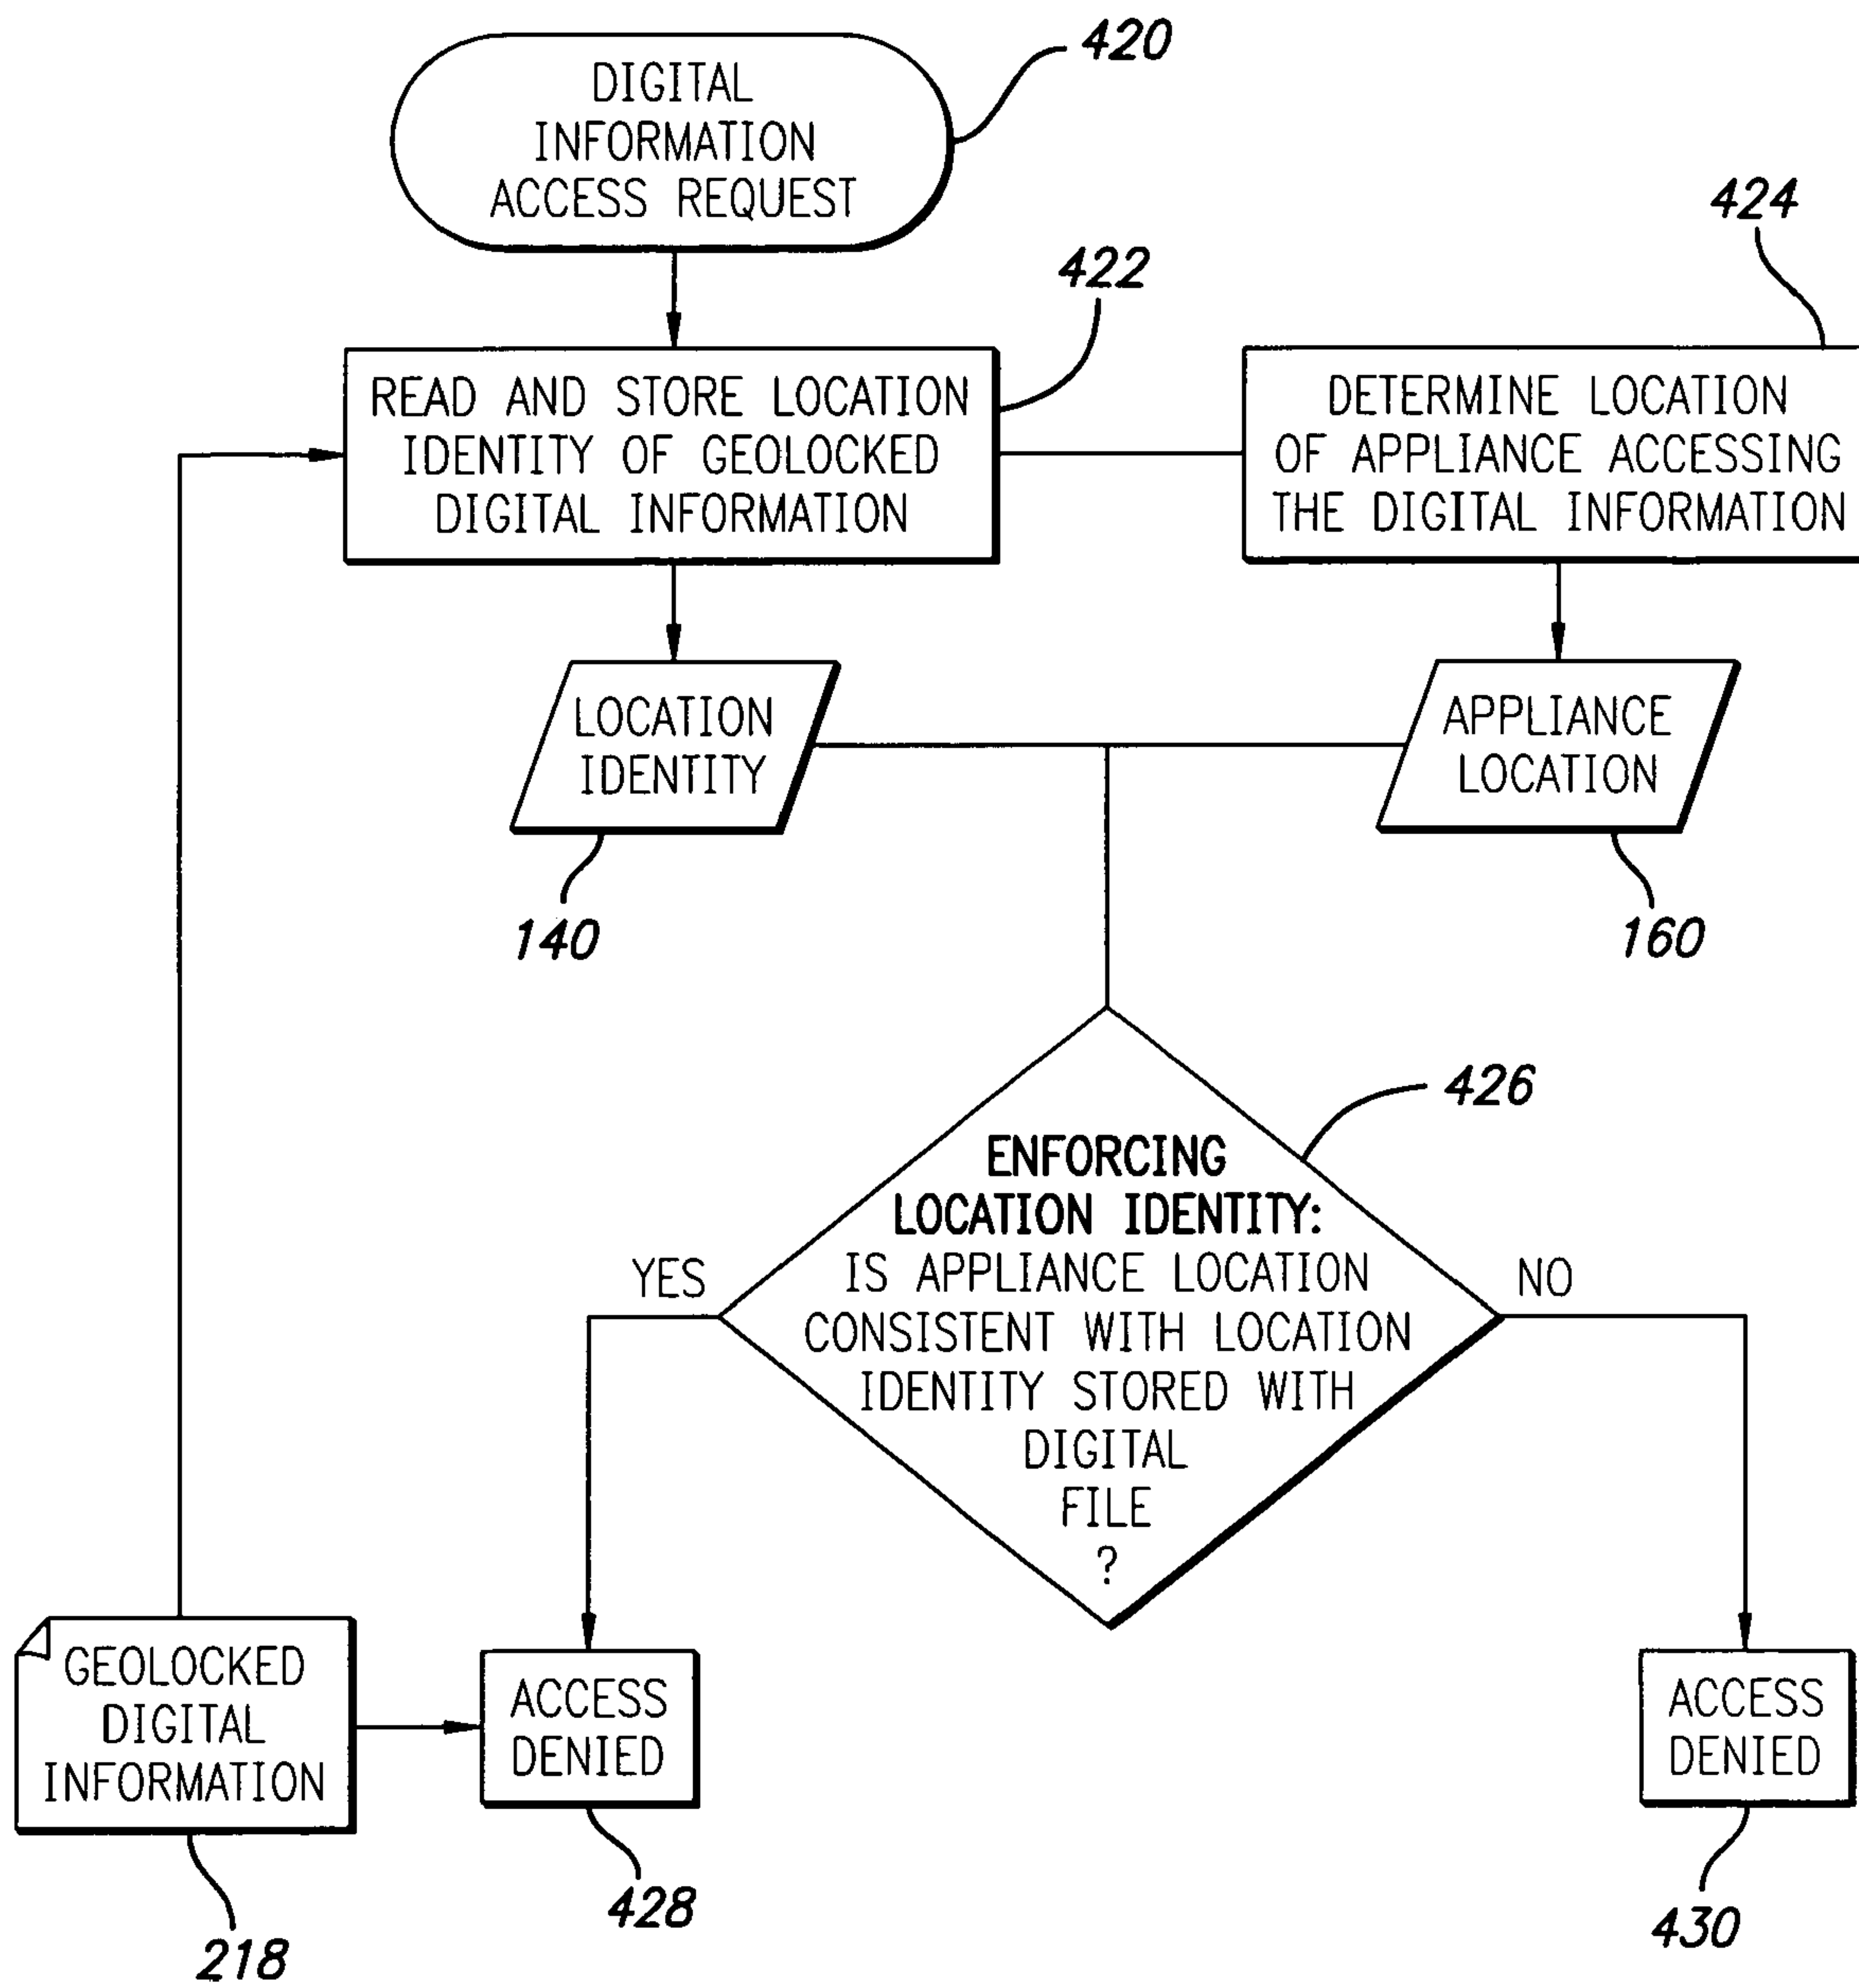 DIGITAL
INFORMATION
ACCESS REQUEST
420
422
424
READ AND STORE LOCATION
IDENTITY OF GEOLOCKED
DIGITAL INFORMATION
DETERMINE LOCATION
OF APPLIANCE ACCESSING
THE DIGITAL INFORMATION
LOCATION
IDENTITY
140
APPLIANCE
LOCATION
160
426
ENFORCING
LOCATION IDENTITY:
IS APPLIANCE LOCATION
CONSISTENT WITH LOCATION
IDENTITY STORED WITH
DIGITAL
FILE
?
YES
NO
GEOLOCKED
DIGITAL
INFORMATION
218
ACCESS
DENIED
428
ACCESS
DENIED
430